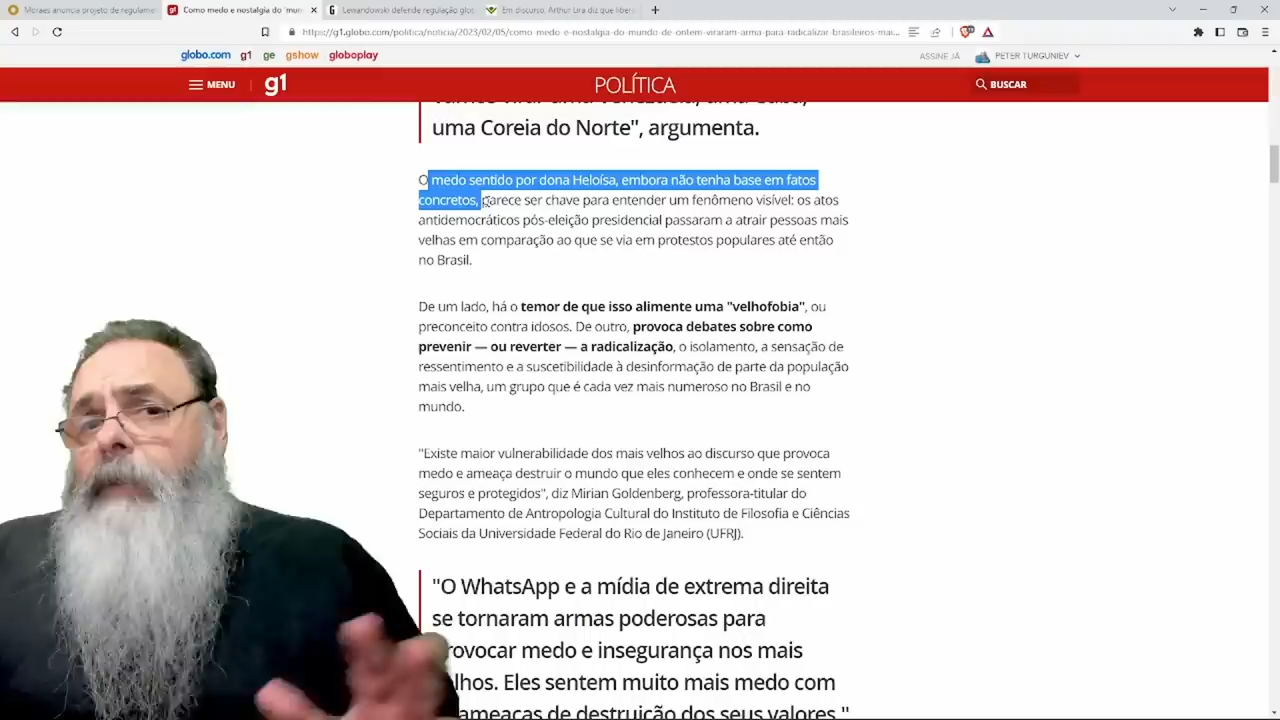 Moraes anuncia projeto de regulamen
Como medo e nostalgia do 'mun
Lewandowski defende regulação glob
Em discurso, Arthur Lira diz que liber
https://g1.globo.com/politica/noticia/2023/02/05/como-medo-e-nostalgia-do-mundo-de-ontem-viraram-arma-para-radicalizar-brasileiros-mai...
globo.com g1 ge gshow globoplay
ASSINE JÁ PETER TURGUNIEV
MENU g1 POLÍTICA BUSCAR
vamos virar uma Venezuela, uma Cuba,
uma Coreia do Norte", argumenta.
O medo sentido por dona Heloísa, embora não tenha base em fatos
concretos, parece ser chave para entender um fenômeno visível: os atos
antidemocráticos pós-eleição presidencial passaram a atrair pessoas mais
velhas em comparação ao que se via em protestos populares até então
no Brasil.
De um lado, há o temor de que isso alimente uma "velhofobia", ou
preconceito contra idosos. De outro, provoca debates sobre como
prevenir — ou reverter — a radicalização, o isolamento, a sensação de
ressentimento e a suscetibilidade à desinformação de parte da população
mais velha, um grupo que é cada vez mais numeroso no Brasil e no
mundo.
"Existe maior vulnerabilidade dos mais velhos ao discurso que provoca
medo e ameaça destruir o mundo que eles conhecem e onde se sentem
seguros e protegidos", diz Mirian Goldenberg, professora-titular do
Departamento de Antropologia Cultural do Instituto de Filosofia e Ciências
Sociais da Universidade Federal do Rio de Janeiro (UFRJ).
"O WhatsApp e a mídia de extrema direita
se tornaram armas poderosas para
provocar medo e insegurança nos mais
velhos. Eles sentem muito mais medo com
ameaças de destruição dos seus valores."